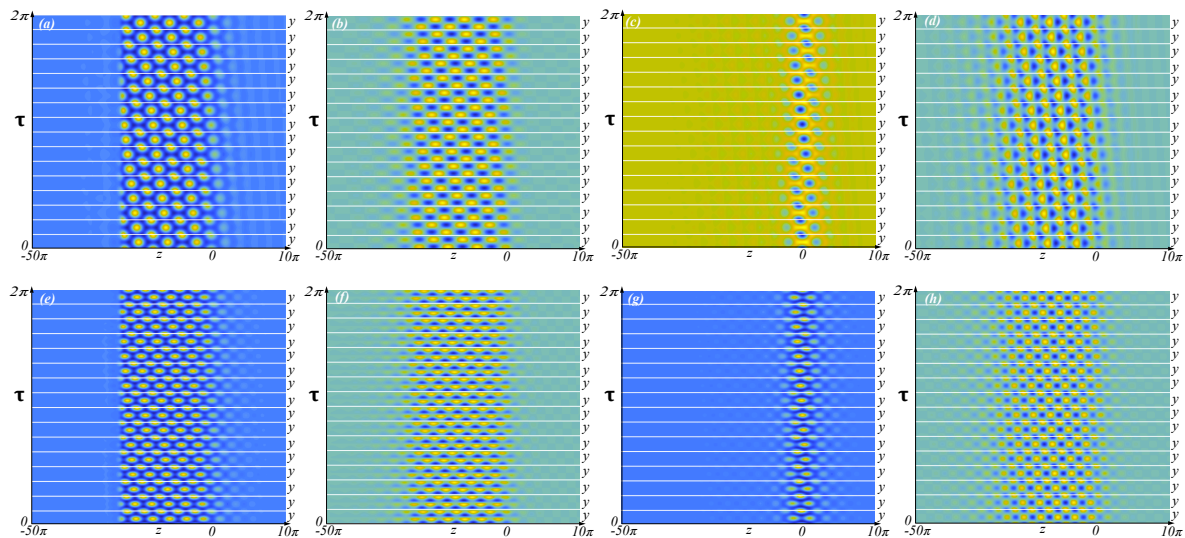 2π (a) y 2π (b) y 2π (c) y 2π (d) y
y y y y
y y y y
y y y y
y y y y
y y y y
y y y y
τ y τ y τ y τ y
y y y y
y y y y
y y y y
y y y y
y y y y
y y y y
y y y y
0 y 0 y 0 y 0 y
-50π z 0 10π -50π z 0 10π -50π z 0 10π -50π z 0 10π
2π (e) y 2π (f) y 2π (g) y 2π (h) y
y y y y
y y y y
y y y y
y y y y
y y y y
y y y y
τ y τ y τ y τ y
y y y y
y y y y
y y y y
y y y y
y y y y
y y y y
y y y y
0 y 0 y 0 y 0 y
-50π z 0 10π -50π z 0 10π -50π z 0 10π -50π z 0 10π